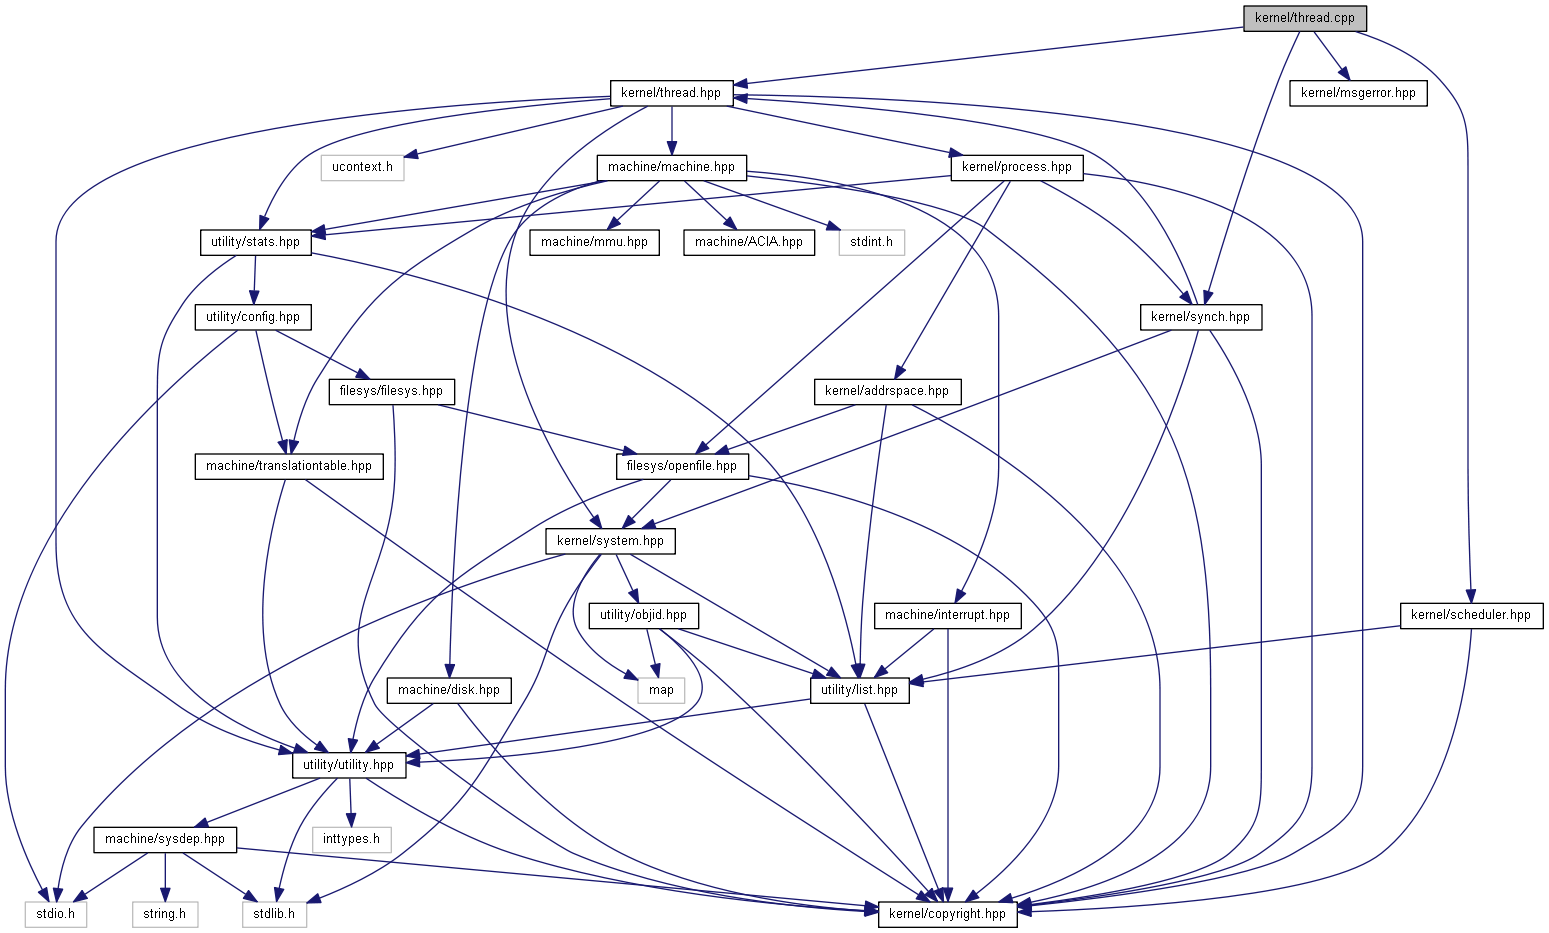 kernel/thread.cpp
kernel/thread.hpp
kernel/msgerror.hpp
ucontext.h
machine/machine.hpp
kernel/process.hpp
utility/stats.hpp
machine/mmu.hpp
machine/ACIA.hpp
stdint.h
utility/config.hpp
kernel/synch.hpp
filesys/filesys.hpp
kernel/addrspace.hpp
machine/translationtable.hpp
filesys/openfile.hpp
kernel/system.hpp
utility/objid.hpp
machine/interrupt.hpp
kernel/scheduler.hpp
machine/disk.hpp
map
utility/list.hpp
utility/utility.hpp
machine/sysdep.hpp
inttypes.h
stdio.h
string.h
stdlib.h
kernel/copyright.hpp